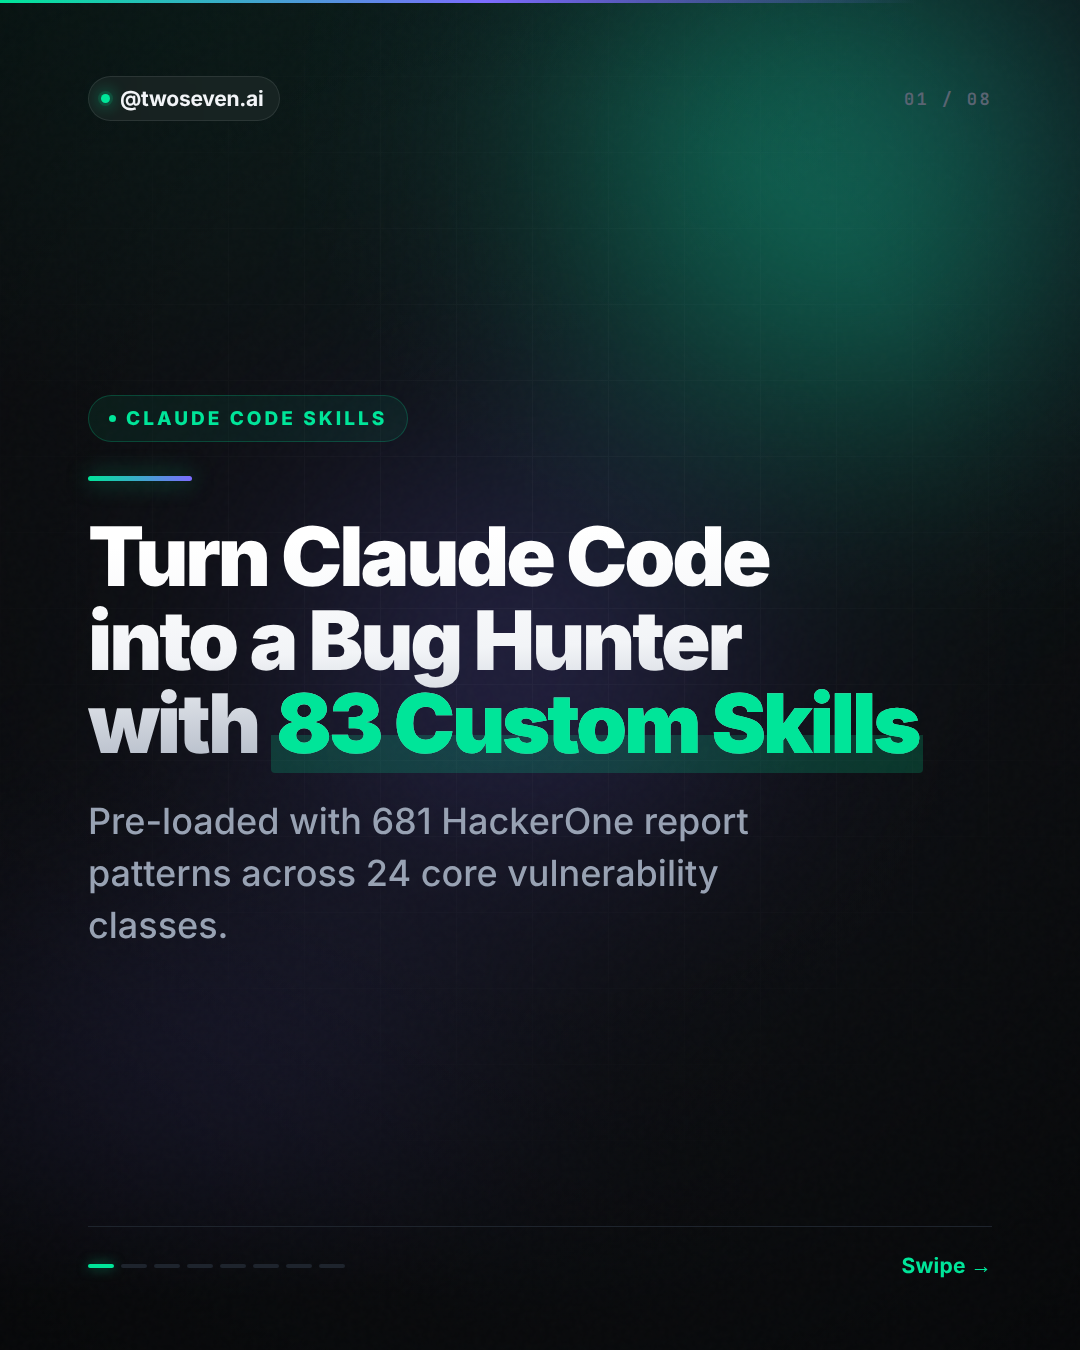 @twoseven.ai
01 / 08
CLAUDE CODE SKILLS
Turn Claude Code
into a Bug Hunter
with 83 Custom Skills
Pre-loaded with 681 HackerOne report
patterns across 24 core vulnerability
classes.
Swipe →